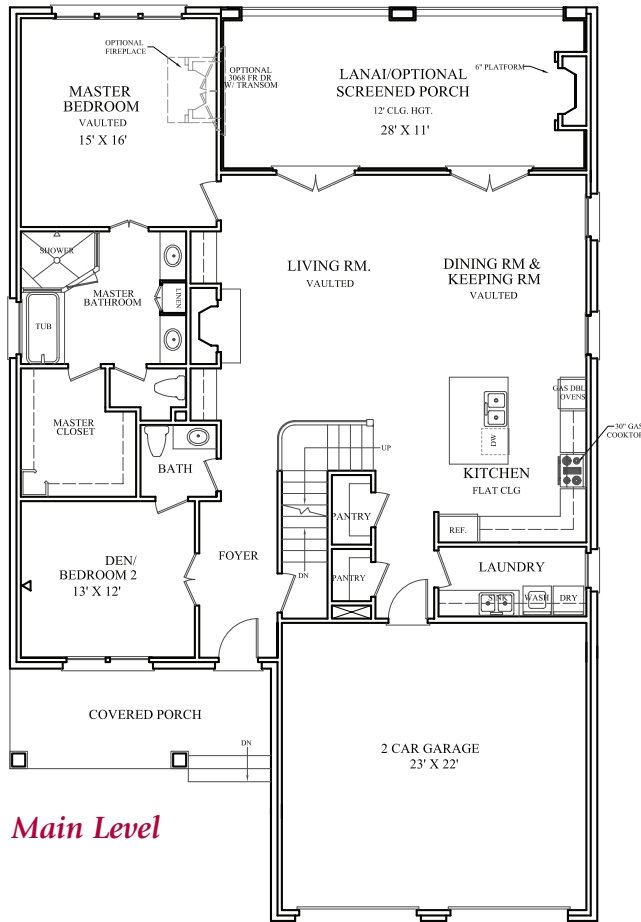 OPTIONAL
FIREPLACE
MASTER
BEDROOM
VAULTED
15' X 16'
OPTIONAL
3068 FR DR
W/ TRANSOM
LANAI/OPTIONAL
SCREENED PORCH
12' CLG. HGT.
28' X 11'
6" PLATFORM
SHOWER
MASTER
BATHROOM
LINEN
TUB
LIVING RM.
VAULTED
DINING RM &
KEEPING RM
VAULTED
GAS DBL
OVENS
30" GAS
COOKTOP
DW
KITCHEN
FLAT CLG
REF.
MASTER
CLOSET
BATH
UP
PANTRY
PANTRY
DN
FOYER
DEN/
BEDROOM 2
13' X 12'
LAUNDRY
SINK
WASH
DRY
COVERED PORCH
DN
2 CAR GARAGE
23' X 22'
Main Level